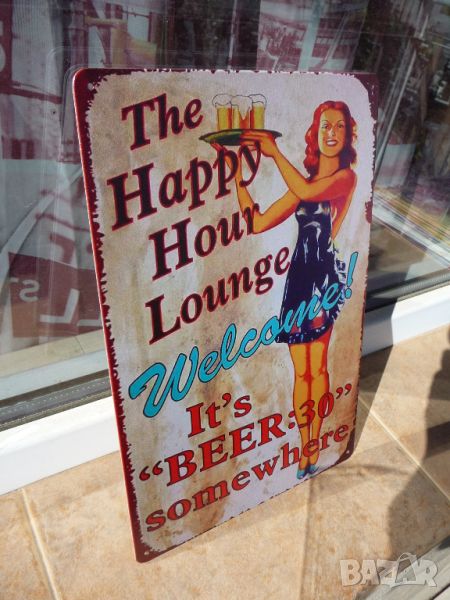 The
Happy
Hour
Lounge
Welcome!
It's
"BEER:30"
somewhere
BAZAR